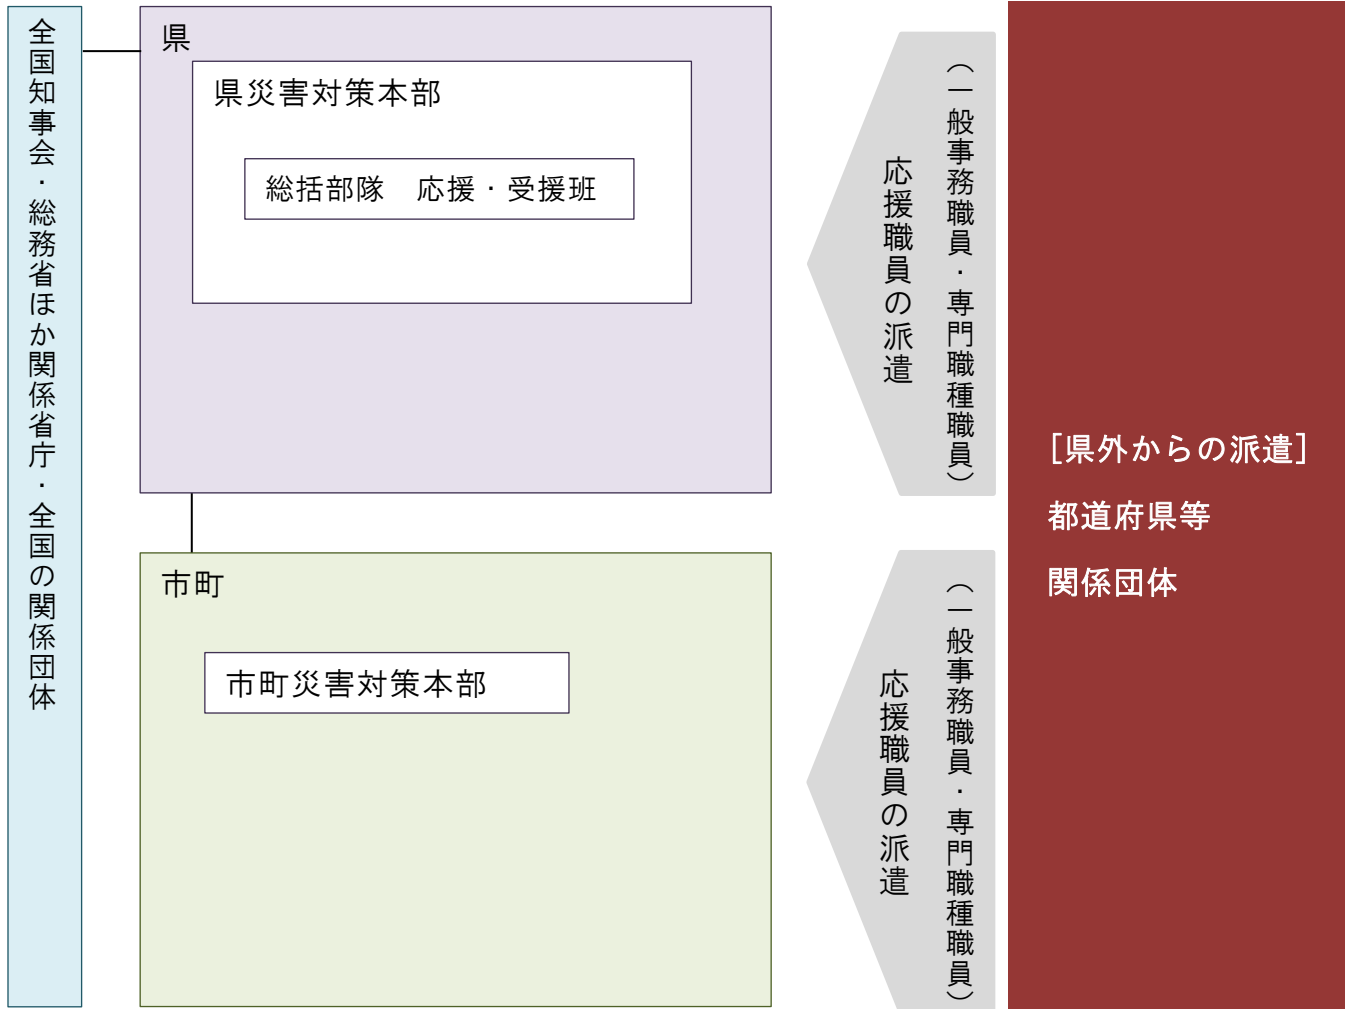 全国知事会・総務省ほか関係省庁・全国の関係団体
県
県災害対策本部
総括部隊　応援・受援班
市町
市町災害対策本部
（一般事務職員・専門職種職員）
応援職員の派遣
（一般事務職員・専門職種職員）
応援職員の派遣
［県外からの派遣］
都道府県等
関係団体